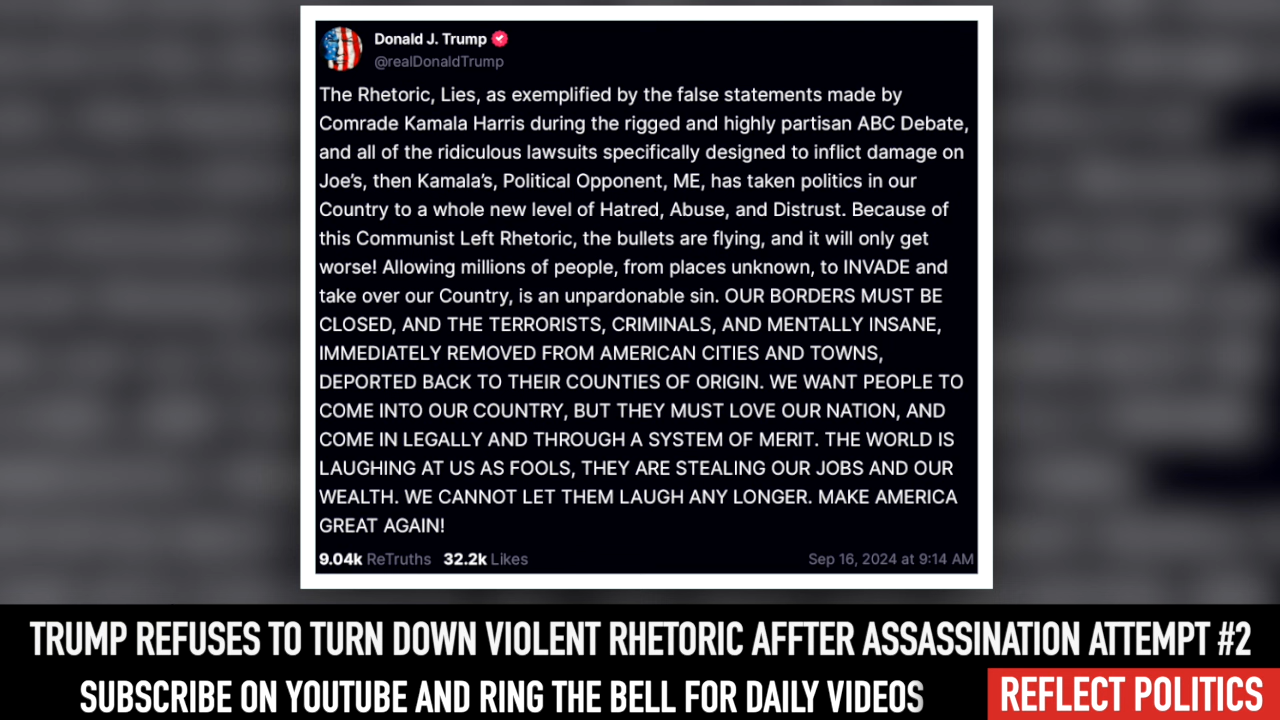 Donald J. Trump
@realDonaldTrump
The Rhetoric, Lies, as exemplified by the false statements made by
Comrade Kamala Harris during the rigged and highly partisan ABC Debate,
and all of the ridiculous lawsuits specifically designed to inflict damage on
Joe's, then Kamala's, Political Opponent, ME, has taken politics in our
Country to a whole new level of Hatred, Abuse, and Distrust. Because of
this Communist Left Rhetoric, the bullets are flying, and it will only get
worse! Allowing millions of people, from places unknown, to INVADE and
take over our Country, is an unpardonable sin. OUR BORDERS MUST BE
CLOSED, AND THE TERRORISTS, CRIMINALS, AND MENTALLY INSANE,
IMMEDIATELY REMOVED FROM AMERICAN CITIES AND TOWNS,
DEPORTED BACK TO THEIR COUNTIES OF ORIGIN. WE WANT PEOPLE TO
COME INTO OUR COUNTRY, BUT THEY MUST LOVE OUR NATION, AND
COME IN LEGALLY AND THROUGH A SYSTEM OF MERIT. THE WORLD IS
LAUGHING AT US AS FOOLS, THEY ARE STEALING OUR JOBS AND OUR
WEALTH. WE CANNOT LET THEM LAUGH ANY LONGER. MAKE AMERICA
GREAT AGAIN!
9.04k ReTruths 32.2k Likes Sep 16, 2024 at 9:14 AM
TRUMP REFUSES TO TURN DOWN VIOLENT RHETORIC AFFTER ASSASSINATION ATTEMPT #2
SUBSCRIBE ON YOUTUBE AND RING THE BELL FOR DAILY VIDEOS REFLECT POLITICS